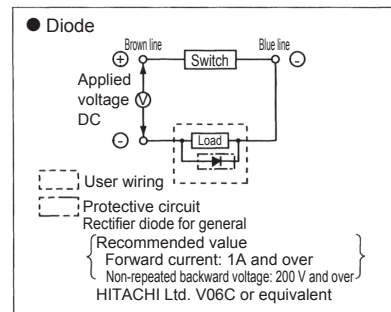 ● Diode
Brown line
Blue line
⊕
Switch
⊖
Applied
voltage
DC
V
⊖
Load
User wiring
Protective circuit
Rectifier diode for general
Recommended value
Forward current: 1A and over
Non-repeated backward voltage: 200 V and over
HITACHI Ltd. V06C or equivalent